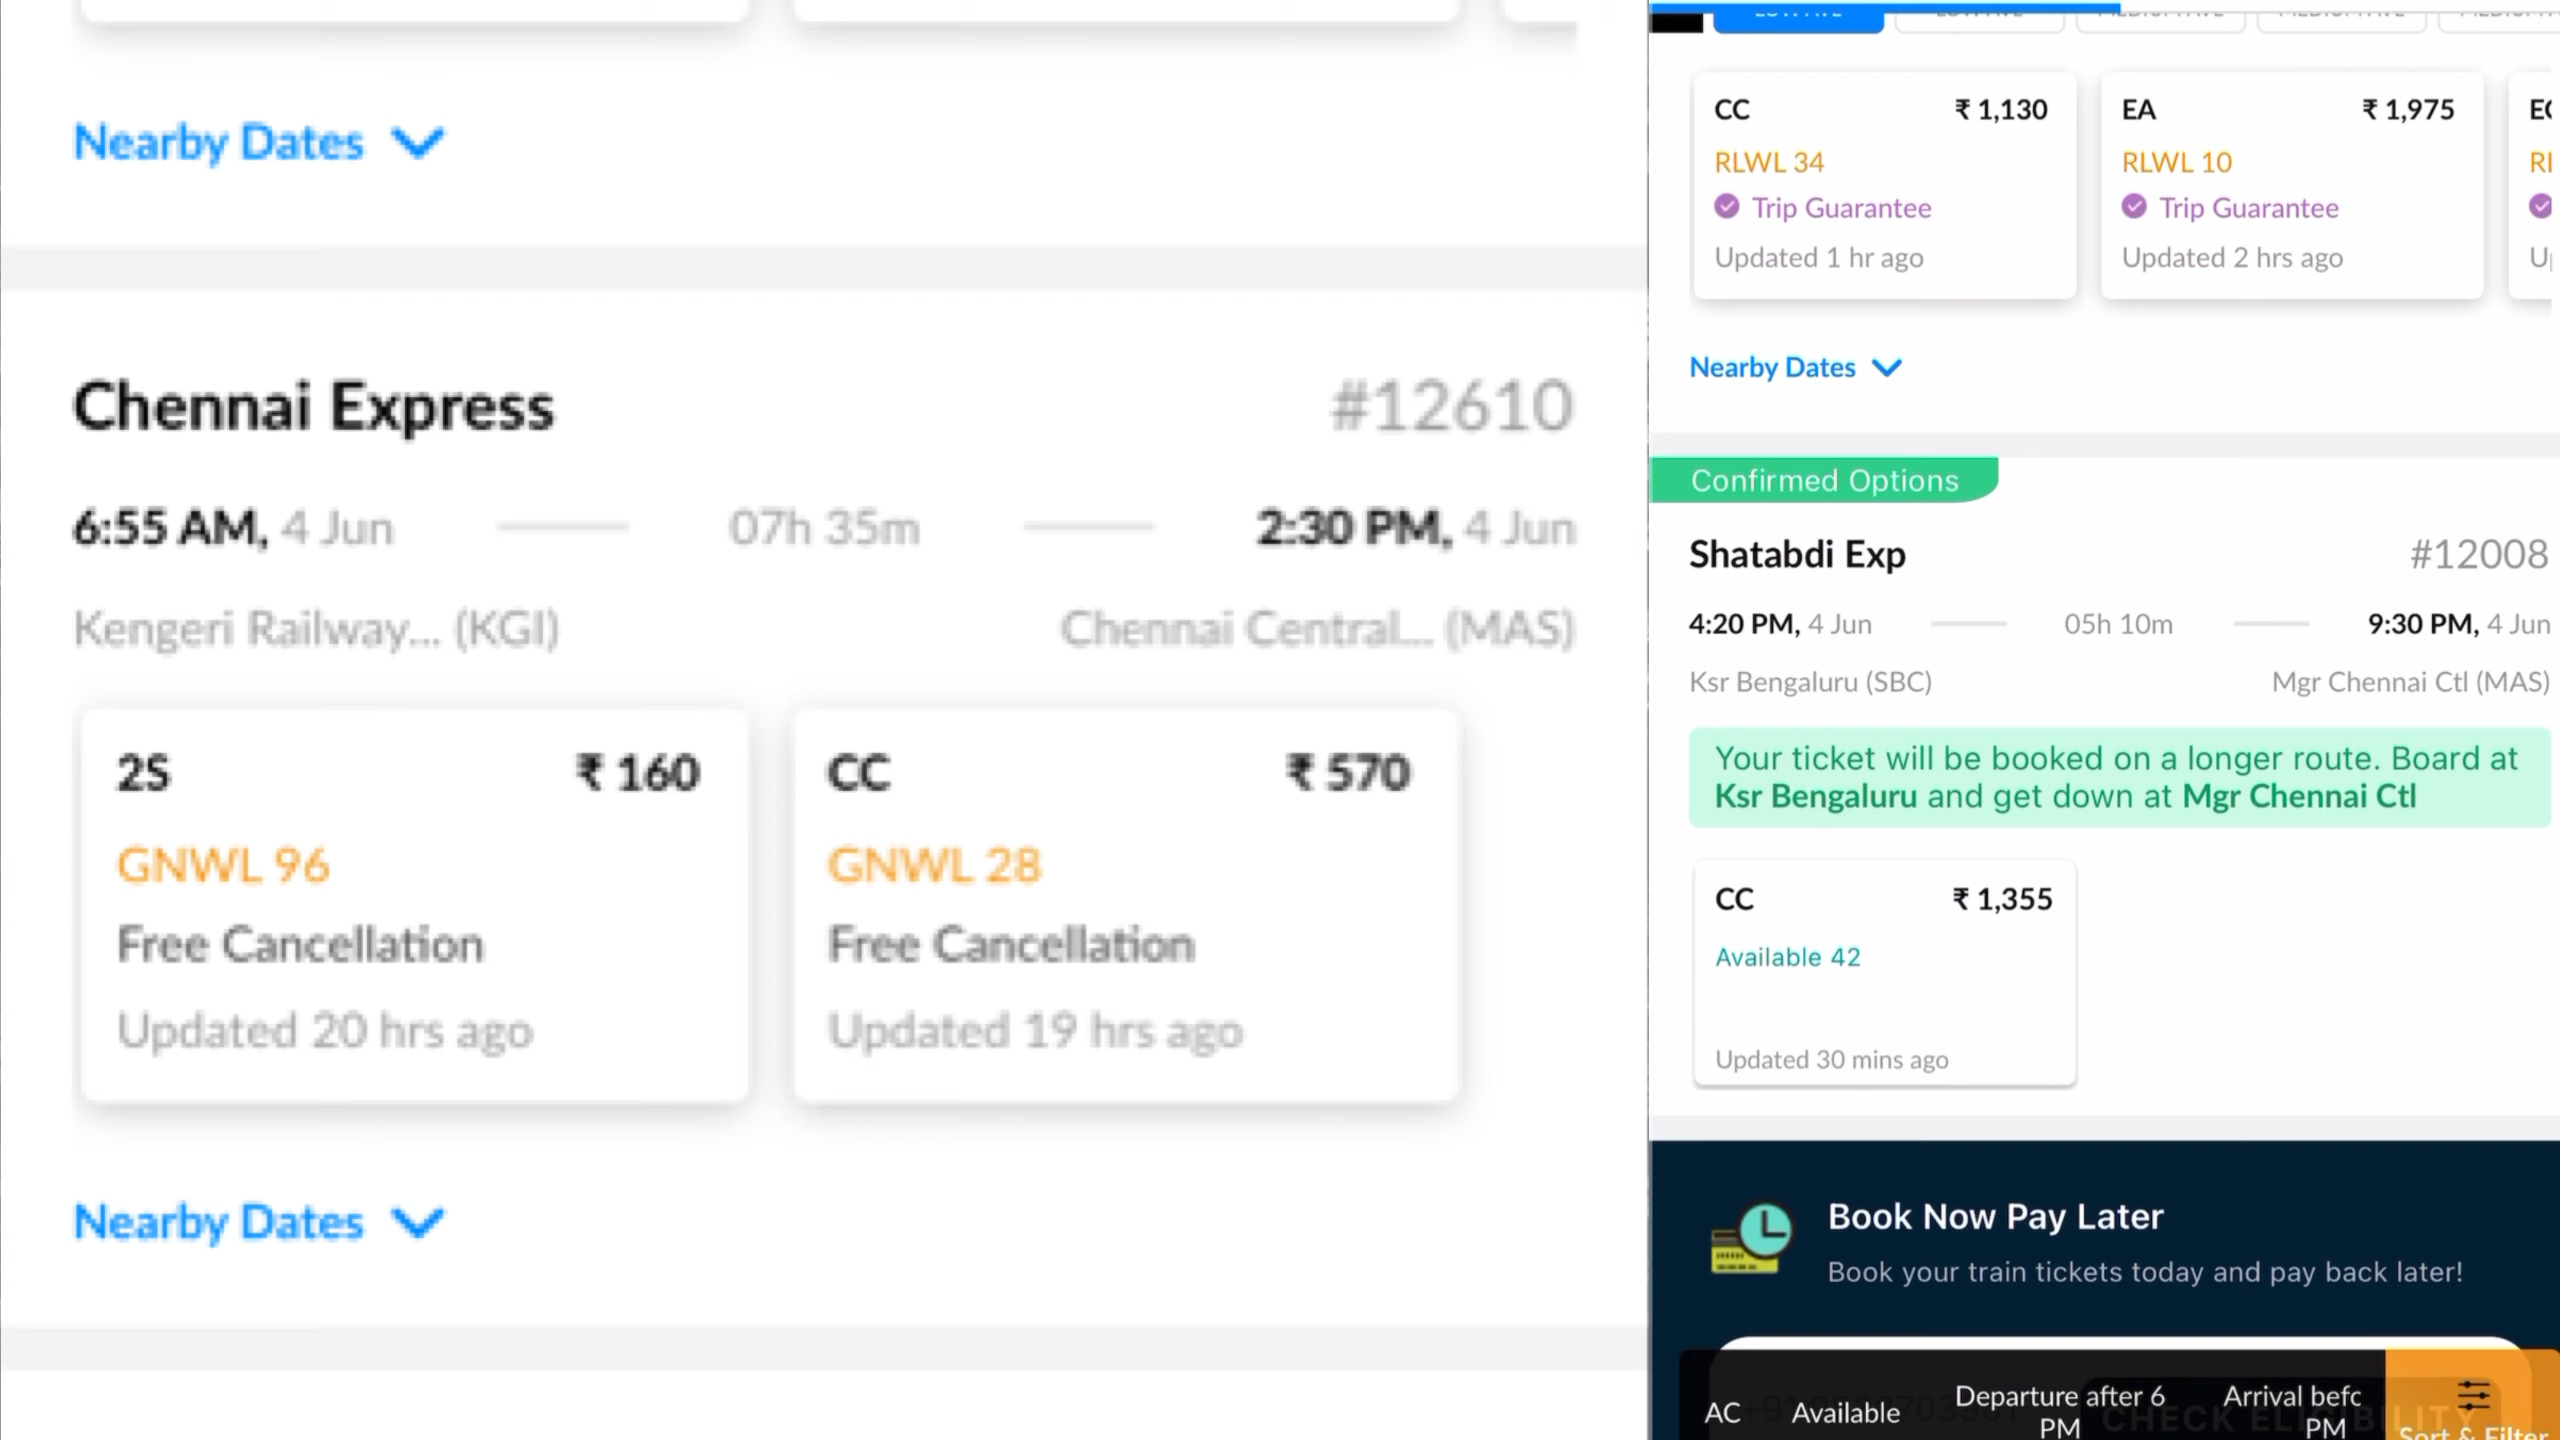 Nearby Dates
Chennai Express #12610
6:55 AM, 4 Jun 07h 35m 2:30 PM, 4 Jun
Kengeri Railway... (KGI) Chennai Central... (MAS)
2S ₹ 160
GNWL 96
Free Cancellation
Updated 20 hrs ago
CC ₹ 570
GNWL 28
Free Cancellation
Updated 19 hrs ago
Nearby Dates
CC ₹ 1,130
RLWL 34
Trip Guarantee
Updated 1 hr ago
EA ₹ 1,975
RLWL 10
Trip Guarantee
Updated 2 hrs ago
Nearby Dates
Confirmed Options
Shatabdi Exp #12008
4:20 PM, 4 Jun 05h 10m 9:30 PM, 4 Jun
Ksr Bengaluru (SBC) Mgr Chennai Ctl (MAS)
Your ticket will be booked on a longer route. Board at
Ksr Bengaluru and get down at Mgr Chennai Ctl
CC ₹ 1,355
Available 42
Updated 30 mins ago
Book Now Pay Later
Book your train tickets today and pay back later!
AC Available
Departure after 6
PM
Arrival befc
PM
Sort & Filter